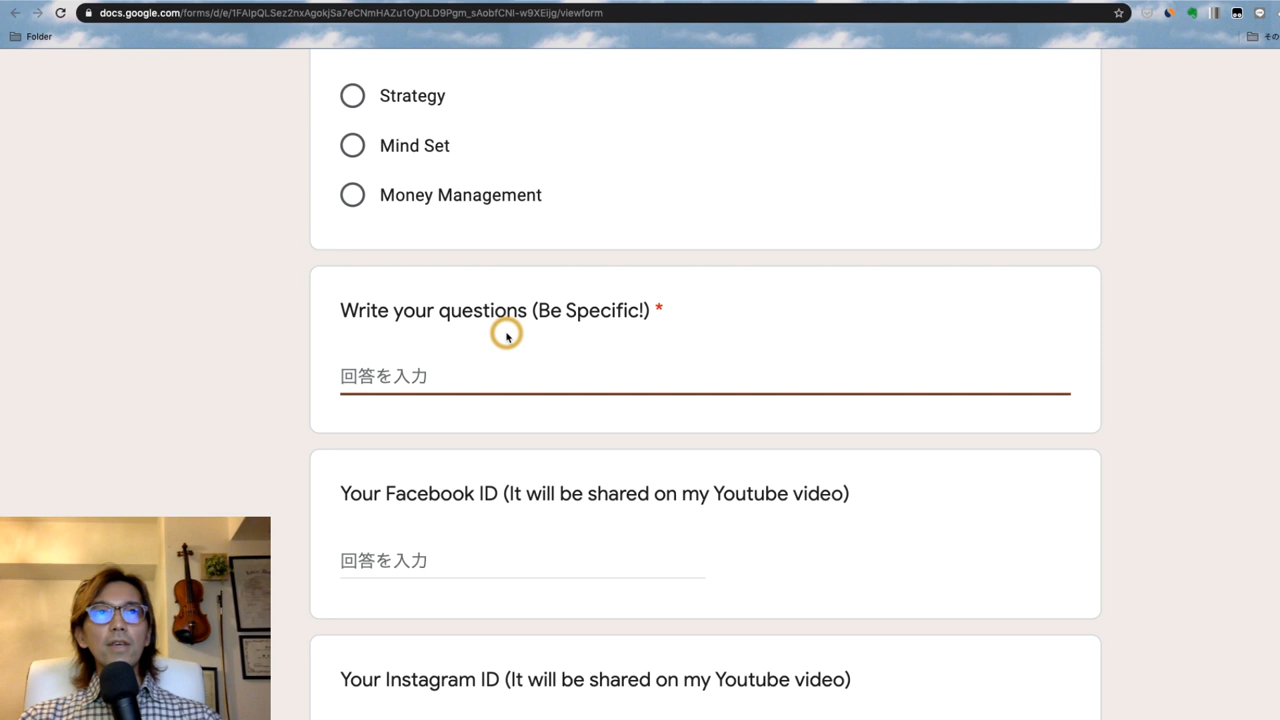 docs.google.com/forms/d/e/1FAIpQLSez2nxAgokjSa7eCNmHAZu1OyDLD9Pgm_sAobfCNI-w9XEijg/viewform
Folder
その
Strategy
Mind Set
Money Management
Write your questions (Be Specific!) *
回答を入力
Your Facebook ID (It will be shared on my Youtube video)
回答を入力
Your Instagram ID (It will be shared on my Youtube video)